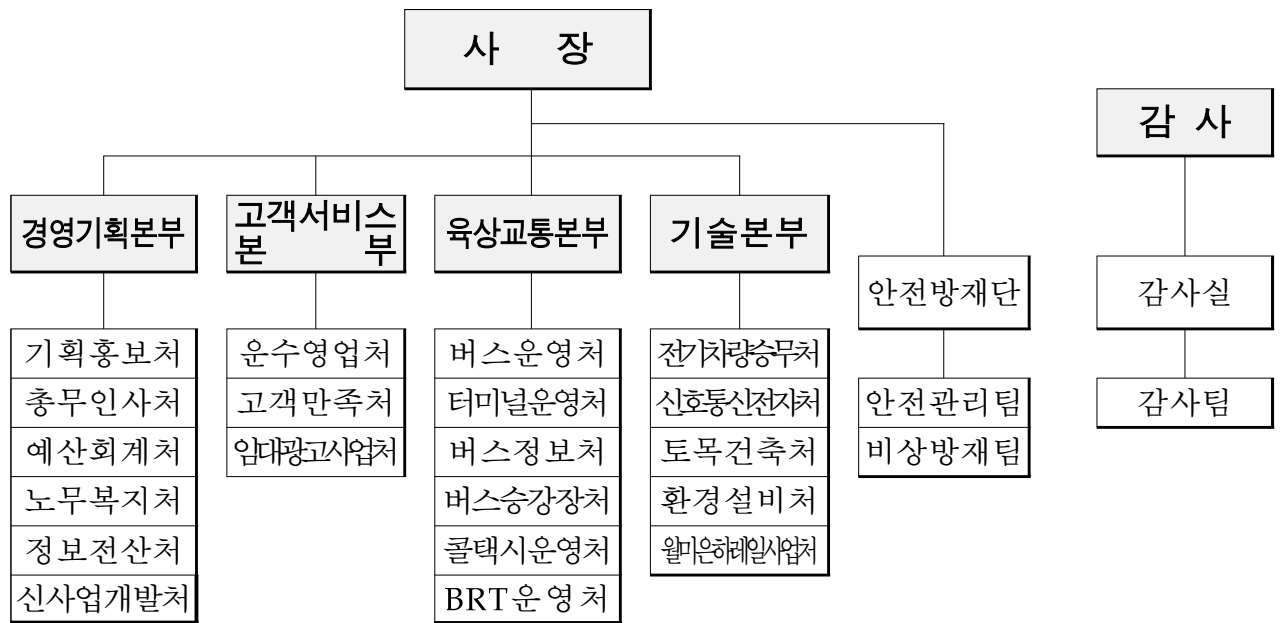 사 장
감 사
경영기획본부
고객서비스
본 부
육상교통본부
기술본부
안전방재단
감사실
기획홍보처
총무인사처
예산회계처
노무복지처
정보전산처
신사업개발처
운수영업처
고객만족처
임대광고사업처
버스운영처
터미널운영처
버스정보처
버스승강장처
콜택시운영처
BRT운영처
전기차량승무처
신호통신전자처
토목건축처
환경설비처
월미은하레일사업처
안전관리팀
비상방재팀
감사팀